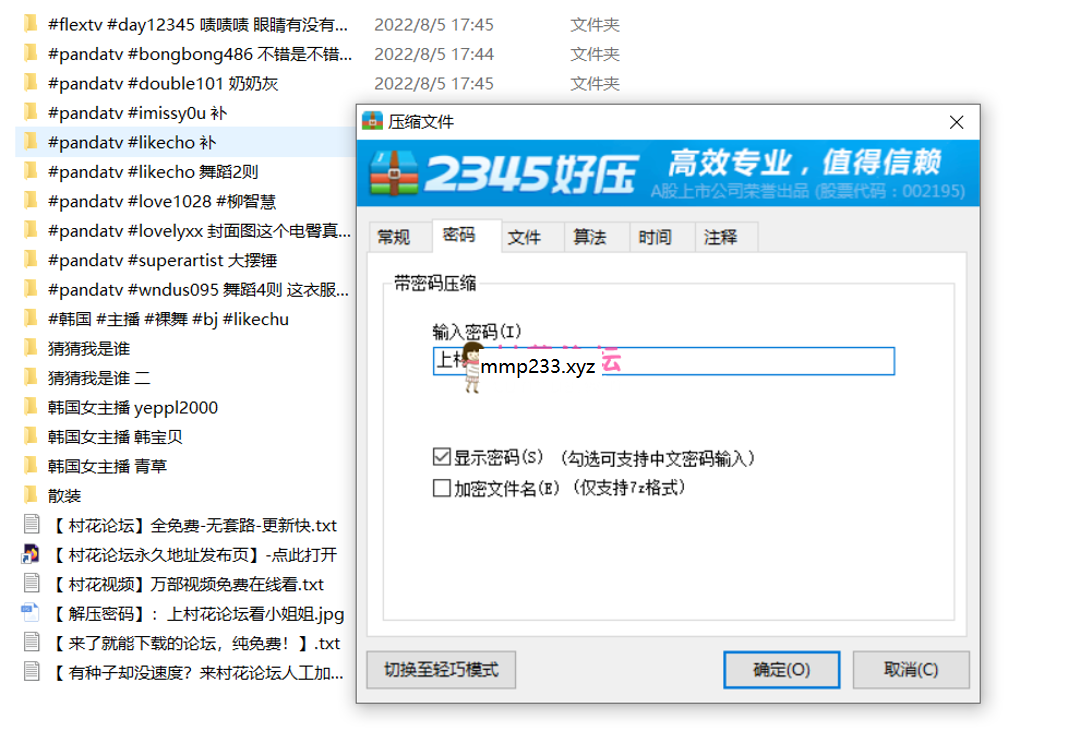 #flextv #day12345 啧啧啧 眼睛有没有... 2022/8/5 17:45 文件夹
#pandatv #bongbong486 不错是不错... 2022/8/5 17:44 文件夹
#pandatv #double101 奶奶灰 2022/8/5 17:45 文件夹
#pandatv #imissy0u 补
#pandatv #likecho 补
#pandatv #likecho 舞蹈2则
#pandatv #love1028 #柳智慧
#pandatv #lovelyxx 封面图这个电臀真...
#pandatv #superartist 大摆锤
#pandatv #wndus095 舞蹈4则 这衣服...
#韩国 #主播 #裸舞 #bj #likechu
猜猜我是谁
猜猜我是谁 二
韩国女主播 yeppl2000
韩国女主播 韩宝贝
韩国女主播 青草
散装
【 村花论坛】全免费-无套路-更新快.txt
【 村花论坛永久地址发布页】-点此打开
【 村花视频】万部视频免费在线看.txt
【 解压密码】：上村花论坛看小姐姐.jpg
【 来了就能下载的论坛，纯免费！】.txt
【 有种子却没速度？来村花论坛人工加...
压缩文件
2345好压
高效专业，值得信赖
A股上市公司荣誉出品 (股票代码：002195)
常规 密码 文件 算法 时间 注释
带密码压缩
输入密码(I)
上村
mmp233.xyz
坛
显示密码(S) (勾选可支持中文密码输入)
加密文件名(E) (仅支持7z格式)
切换至轻巧模式 确定(O) 取消(C)